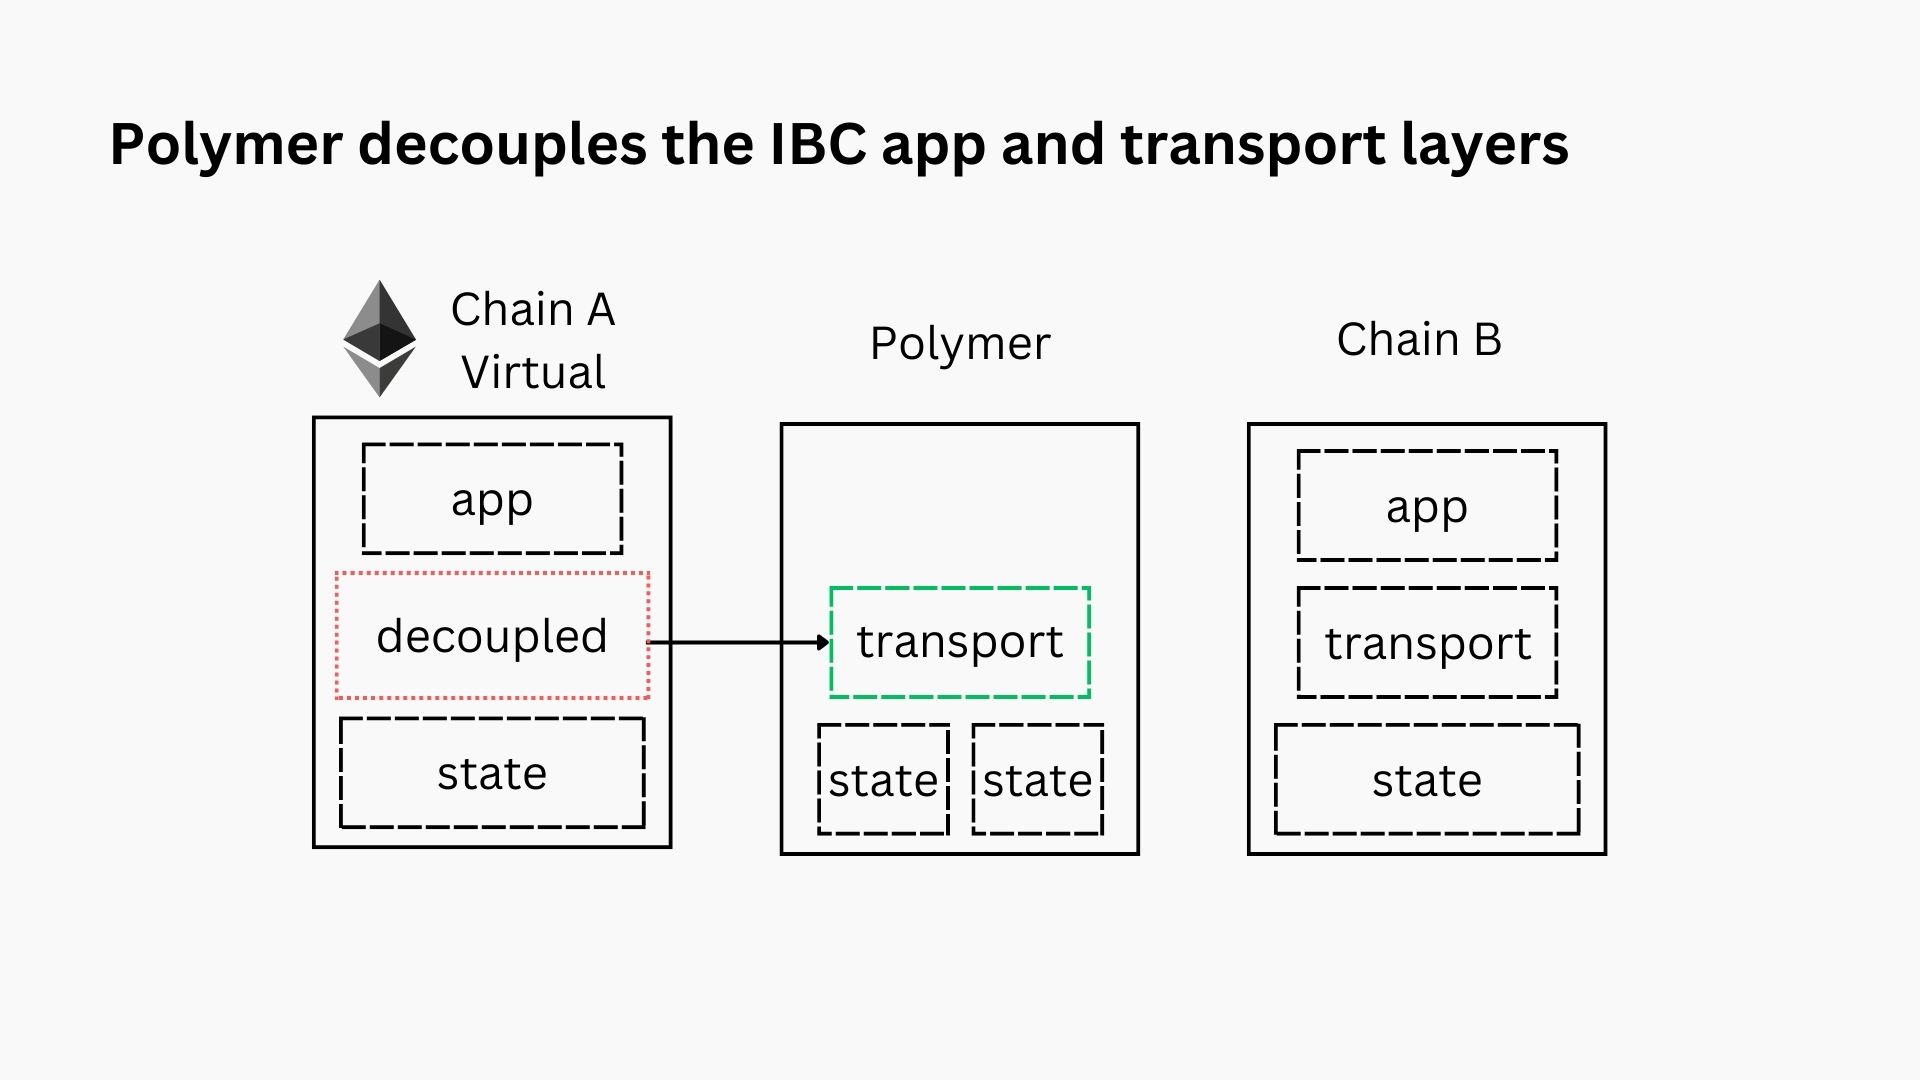 Polymer decouples the IBC app and transport layers
Chain A
Virtual
app
decoupled
state
Polymer
transport
state state
Chain B
app
transport
state